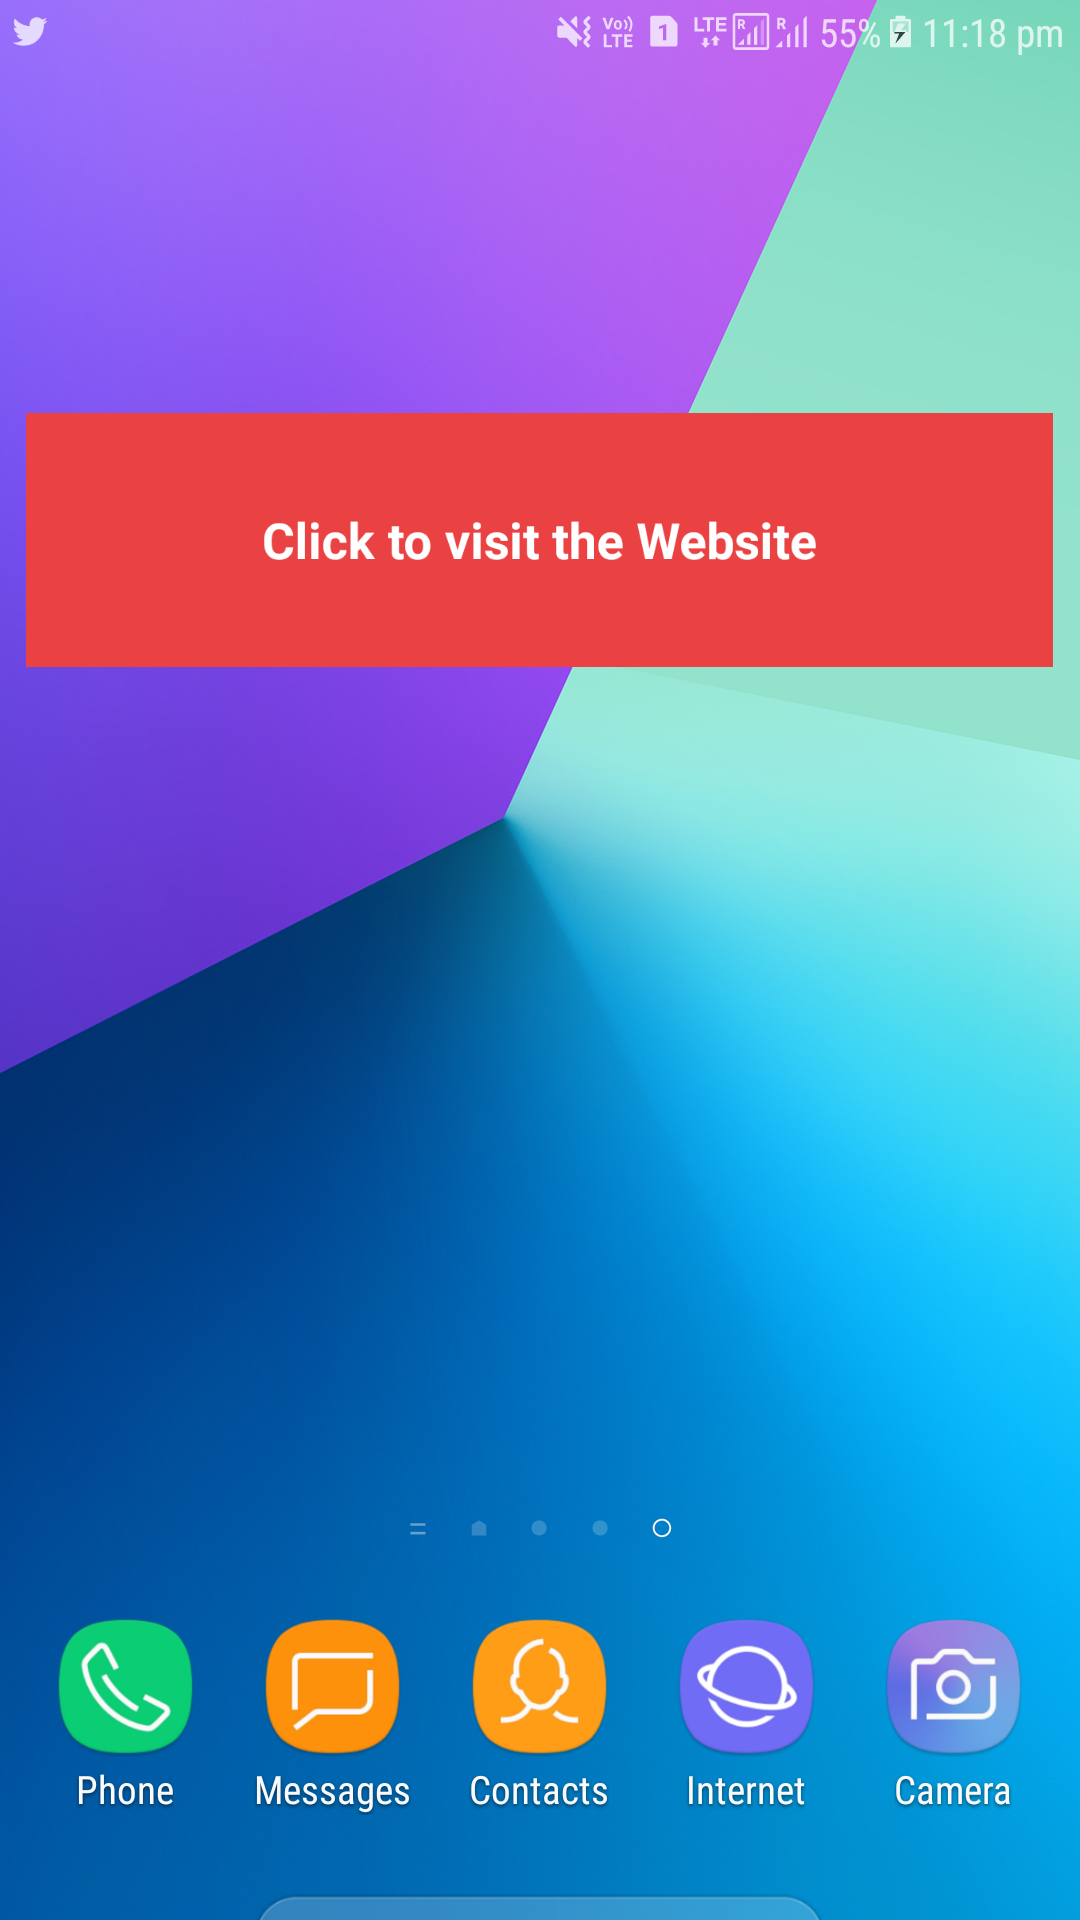 Vo)) LTE 1 LTE R R 55% 11:18 pm
Click to visit the Website
Phone Messages Contacts Internet Camera